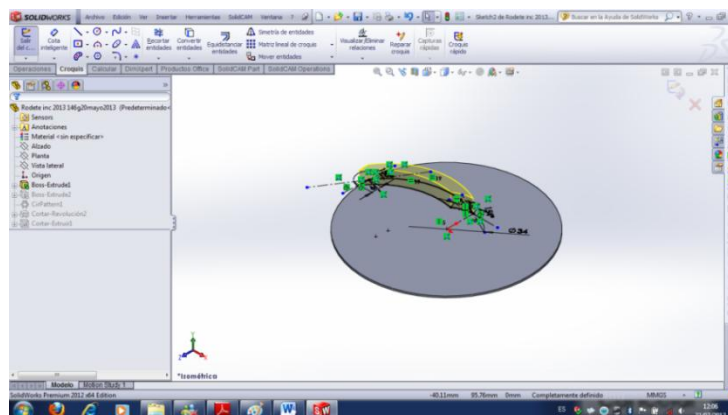 SOLIDWORKS Archivo Edición Ver Insertar Herramientas SolidCAM Ventana ? Sketch2 de Rodete inc 2013... Buscar en la Ayuda de SolidWorks
Salir del c... Cota inteligente Recortar entidades Convertir entidades Equidistanciar entidades Simetría de entidades Visualizar/Eliminar relaciones Reparar croquis Capturas rápidas Croquis rápido
Matriz lineal de croquis
Mover entidades
Operaciones Croquis Calcular DimXpert Productos Office SolidCAM Part SolidCAM Operations
Rodete inc 2013 146g20mayo2013 (Predeterminado<
Sensors
Anotaciones
Material <sin especificar>
Alzado
Planta
Vista lateral
Origen
Boss-Extrude1
Boss-Extrude2
CirPattern1
Cortar-Revolución2
Cortar-Extruir1
*Isométrica
Modelo Motion Study 1
SolidWorks Premium 2012 x64 Edition -40.11mm 95.76mm 0mm Completamente definido MMGS
ES 12:06